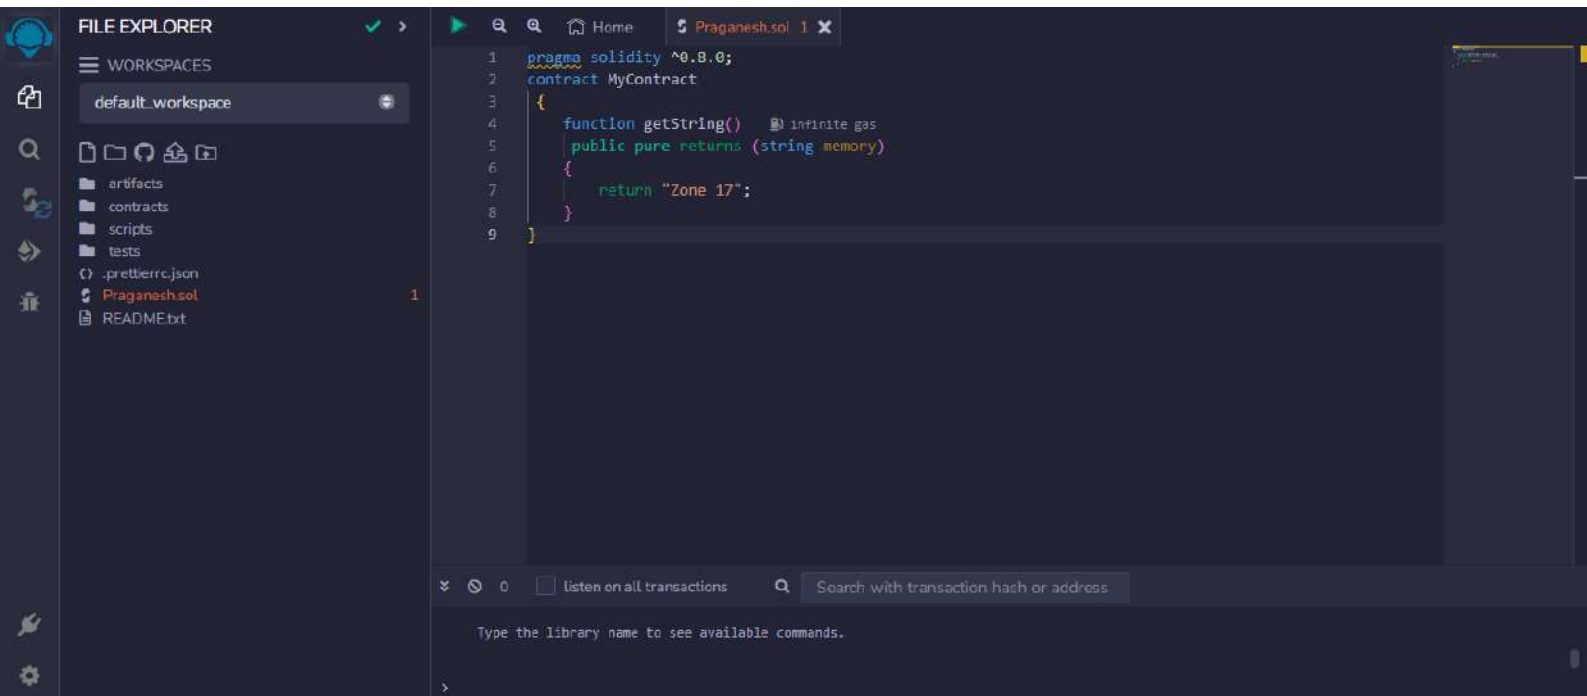 FILE EXPLORER
WORKSPACES
default_workspace
artifacts
contracts
scripts
tests
.prettierrc.json
Praganesh.sol 1
README.txt
Home
Praganesh.sol 1
1 pragma solidity ^0.8.0;
2 contract MyContract
3 {
4 function getString() infinite gas
5 public pure returns (string memory)
6 {
7 return "Zone 17";
8 }
9 }
0 listen on all transactions
Search with transaction hash or address
Type the library name to see available commands.
>